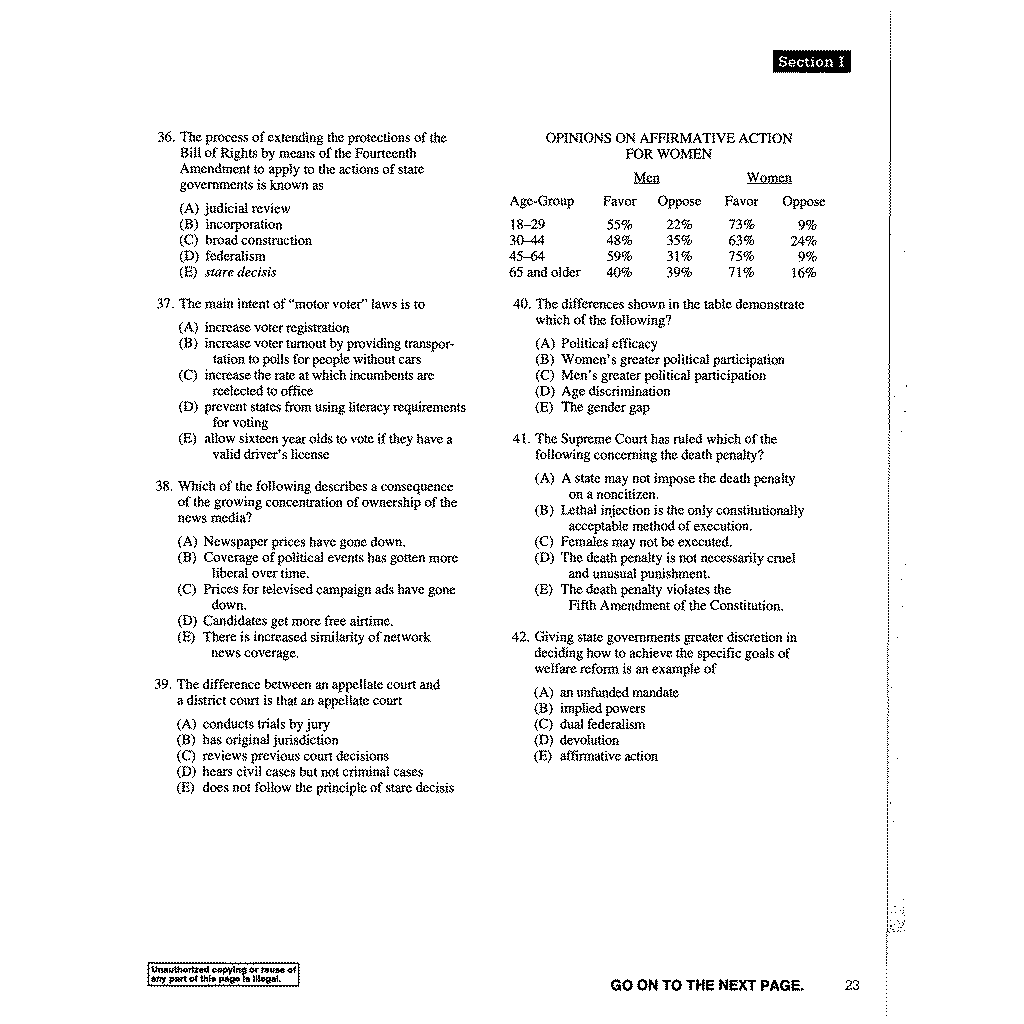 Section I
36. The process of extending the protections of the
Bill of Rights by means of the Fourteenth
Amendment to apply to the actions of state
governments is known as
(A) judicial review
(B) incorporation
(C) broad construction
(D) federalism
(E) stare decisis
37. The main intent of “motor voter” laws is to
(A) increase voter registration
(B) increase voter turnout by providing transpor-
tation to polls for people without cars
(C) increase the rate at which incumbents are
reelected to office
(D) prevent states from using literacy requirements
for voting
(E) allow sixteen year olds to vote if they have a
valid driver's license
38. Which of the following describes a consequence
of the growing concentration of ownership of the
news media?
(A) Newspaper prices have gone down.
(B) Coverage of political events has gotten more
liberal over time.
(C) Prices for televised campaign ads have gone
down.
(D) Candidates get more free airtime.
(E) There is increased similarity of network
news coverage.
39. The difference between an appellate court and
a district court is that an appellate court
(A) conducts trials by jury
(B) has original jurisdiction
(C) reviews previous court decisions
(D) hears civil cases but not criminal cases
(E) does not follow the principle of stare decisis
OPINIONS ON AFFIRMATIVE ACTION
FOR WOMEN
Men Women
Age-Group Favor Oppose Favor Oppose
18–29 55% 22% 73% 9%
30–44 48% 35% 63% 24%
45–64 59% 31% 75% 9%
65 and older 40% 39% 71% 16%
40. The differences shown in the table demonstrate
which of the following?
(A) Political efficacy
(B) Women's greater political participation
(C) Men's greater political participation
(D) Age discrimination
(E) The gender gap
41. The Supreme Court has ruled which of the
following concerning the death penalty?
(A) A state may not impose the death penalty
on a noncitizen.
(B) Lethal injection is the only constitutionally
acceptable method of execution.
(C) Females may not be executed.
(D) The death penalty is not necessarily cruel
and unusual punishment.
(E) The death penalty violates the
Fifth Amendment of the Constitution.
42. Giving state governments greater discretion in
deciding how to achieve the specific goals of
welfare reform is an example of
(A) an unfunded mandate
(B) implied powers
(C) dual federalism
(D) devolution
(E) affirmative action
Unauthorized copying or reuse of
any part of this page is illegal.
GO ON TO THE NEXT PAGE. 23